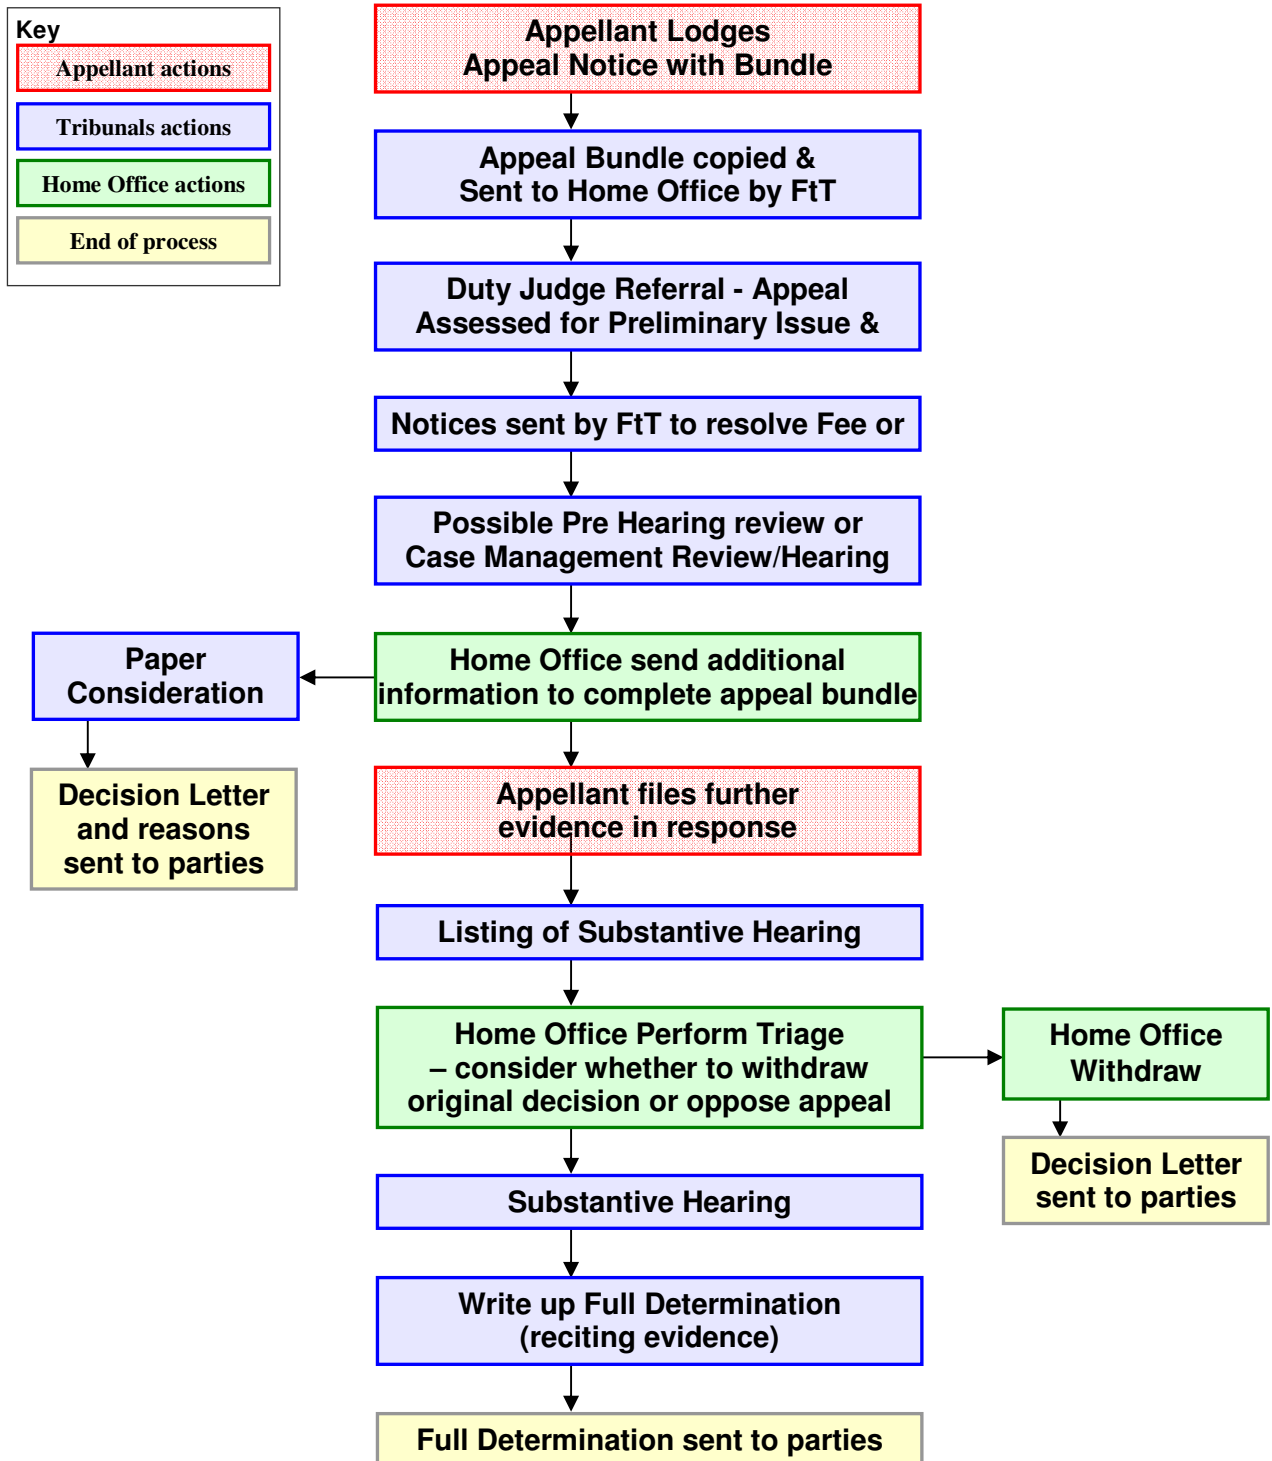 Key
Appellant actions
Tribunals actions
Home Office actions
End of process
Appellant Lodges
Appeal Notice with Bundle
Appeal Bundle copied &
Sent to Home Office by FtT
Duty Judge Referral - Appeal
Assessed for Preliminary Issue &
Notices sent by FtT to resolve Fee or
Possible Pre Hearing review or
Case Management Review/Hearing
Home Office send additional
information to complete appeal bundle
Paper
Consideration
Decision Letter
and reasons
sent to parties
Appellant files further
evidence in response
Listing of Substantive Hearing
Home Office Perform Triage
– consider whether to withdraw
original decision or oppose appeal
Home Office
Withdraw
Decision Letter
sent to parties
Substantive Hearing
Write up Full Determination
(reciting evidence)
Full Determination sent to parties